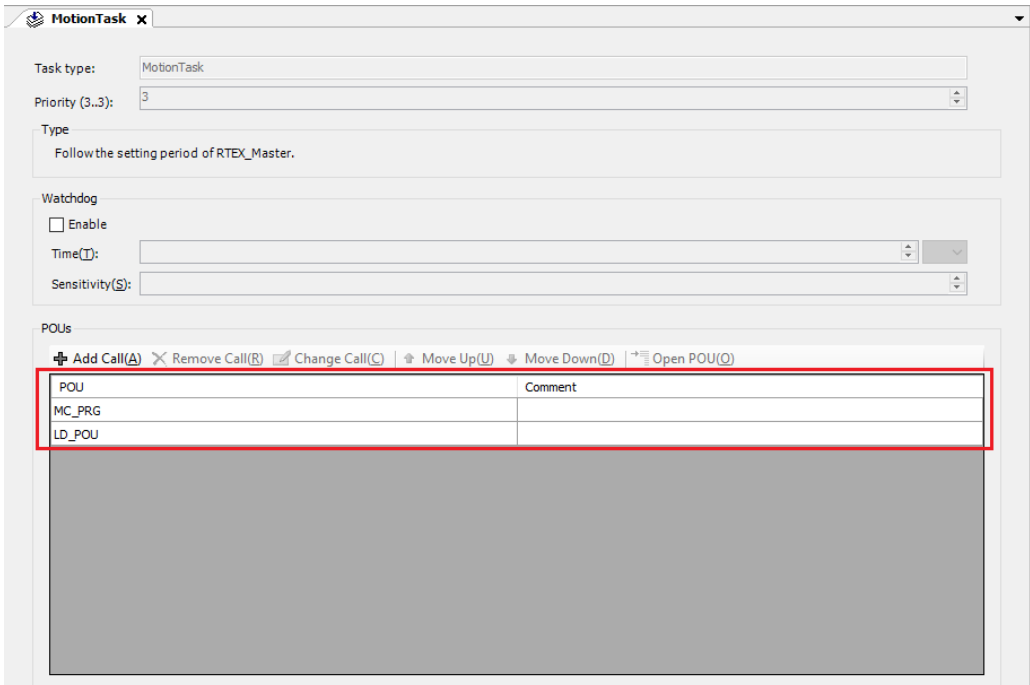 MotionTask
Task type: MotionTask
Priority (3..3): 3
Type
Follow the setting period of RTEX_Master.
Watchdog
Enable
Time(T):
Sensitivity(S):
POUs
Add Call(A) Remove Call(R) Change Call(C) Move Up(U) Move Down(D) Open POU(O)
POU Comment
MC_PRG
LD_POU